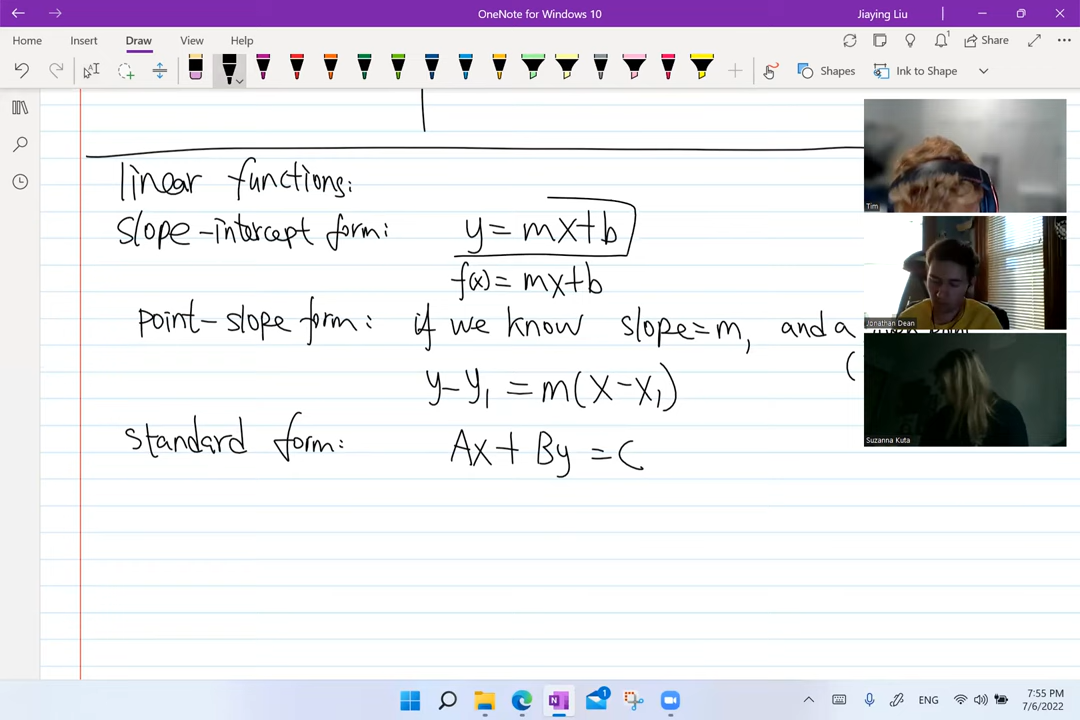 OneNote for Windows 10
Jiaying Liu
Home Insert Draw View Help
Share
Shapes
Ink to Shape
linear functions:
slope-intercept form: y = mx+b
f(x) = mx+b
point-slope form: if we know slope=m, and a
(
y-y₁ = m(x-x₁)
standard form: Ax + By = C
Tim
Jonathan Dean
Suzanna Kuta
1
ENG
7:55 PM
7/6/2022